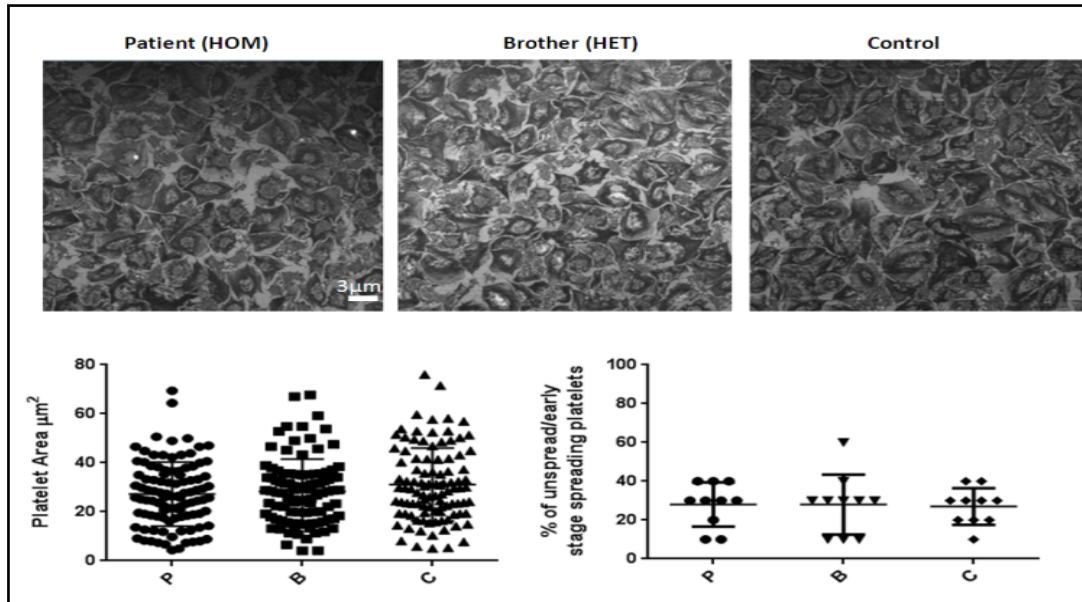 Patient (HOM)
Brother (HET)
Control
3μm
Platelet Area μm²
80
60
40
20
0
P
B
C
% of unspread/early
stage spreading platelets
100
80
60
40
20
0
P
B
C